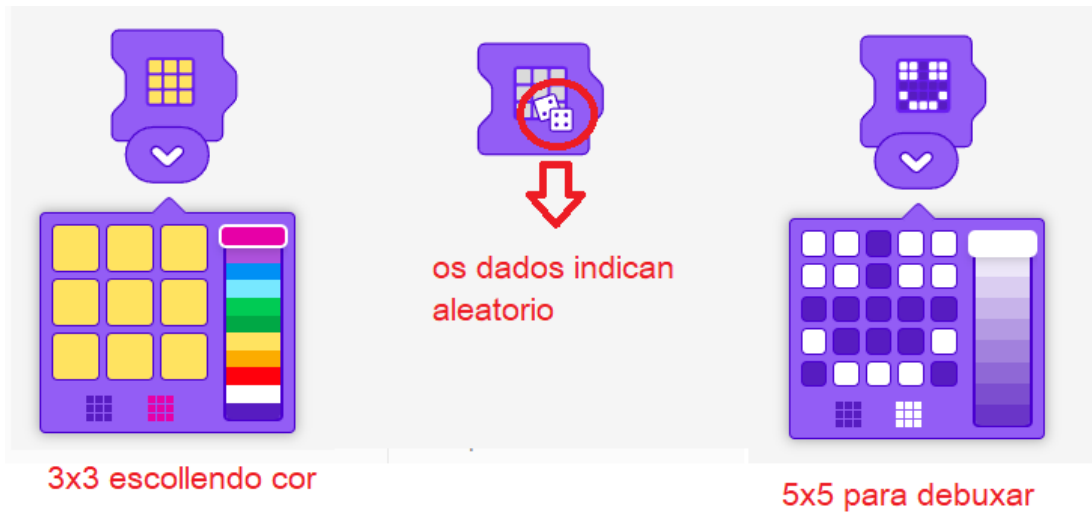 os dados indican
aleatorio
3x3 escollendo cor
5x5 para debuxar